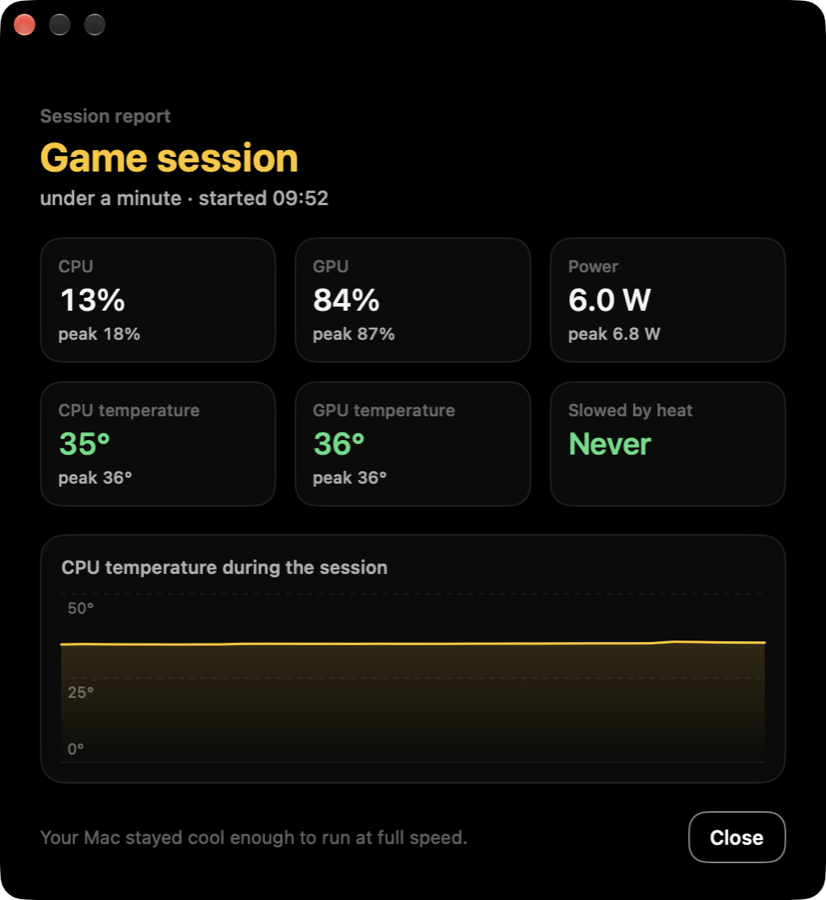 Session report
Game session
under a minute · started 09:52
CPU
13%
peak 18%
GPU
84%
peak 87%
Power
6.0 W
peak 6.8 W
CPU temperature
35°
peak 36°
GPU temperature
36°
peak 36°
Slowed by heat
Never
CPU temperature during the session
50°
25°
0°
Your Mac stayed cool enough to run at full speed.
Close